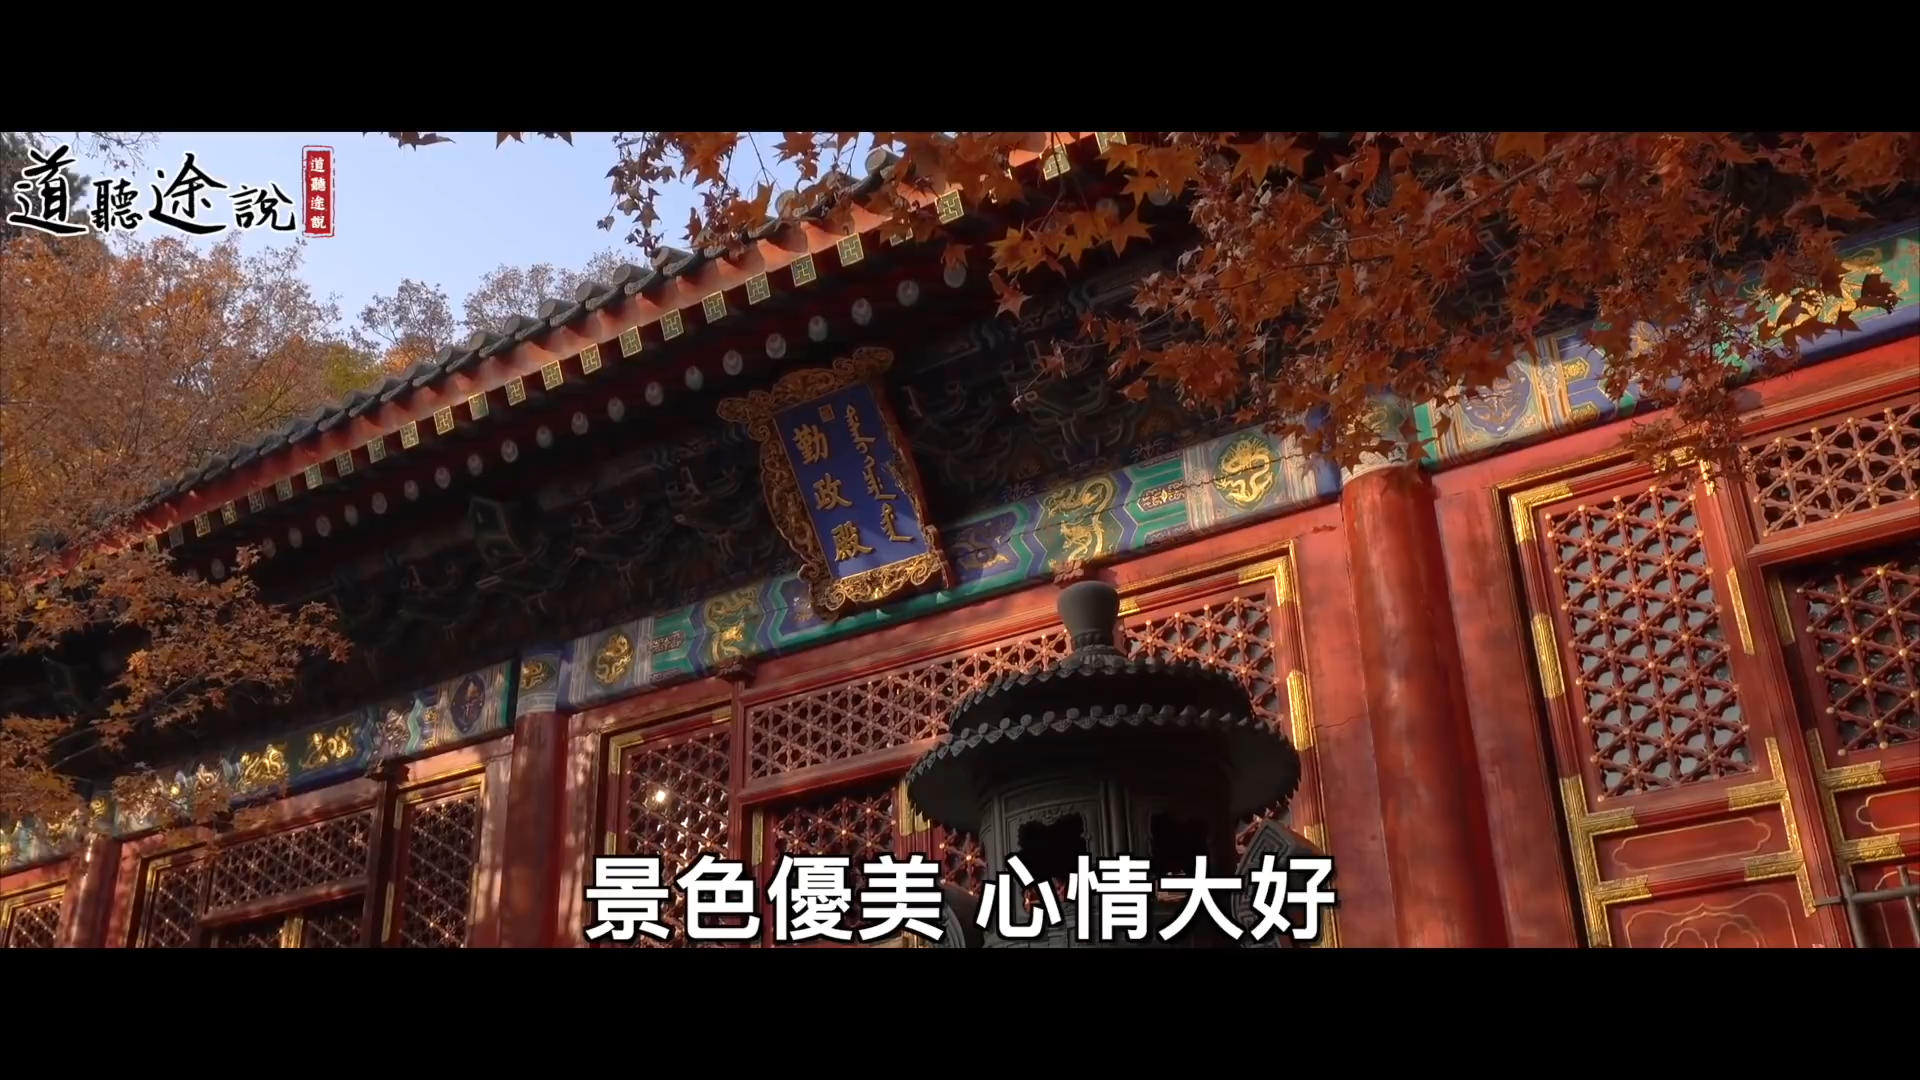 道聽途說
道聽途說
勤政殿
景色優美 心情大好